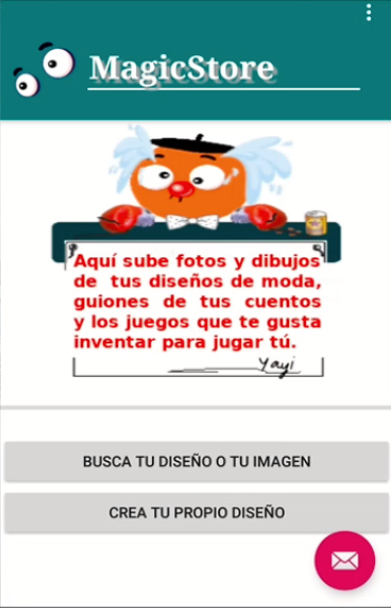 MagicStore
Aquí sube fotos y dibujos
de tus diseños de moda,
guiones de tus cuentos
y los juegos que te gusta
inventar para jugar tú.
Yayi
BUSCA TU DISEÑO O TU IMAGEN
CREA TU PROPIO DISEÑO